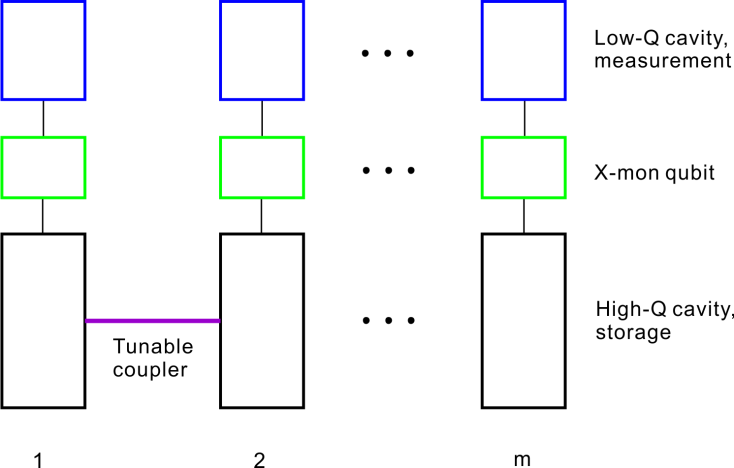 Low-Q cavity,
measurement
X-mon qubit
High-Q cavity,
storage
Tunable
coupler
1
2
m